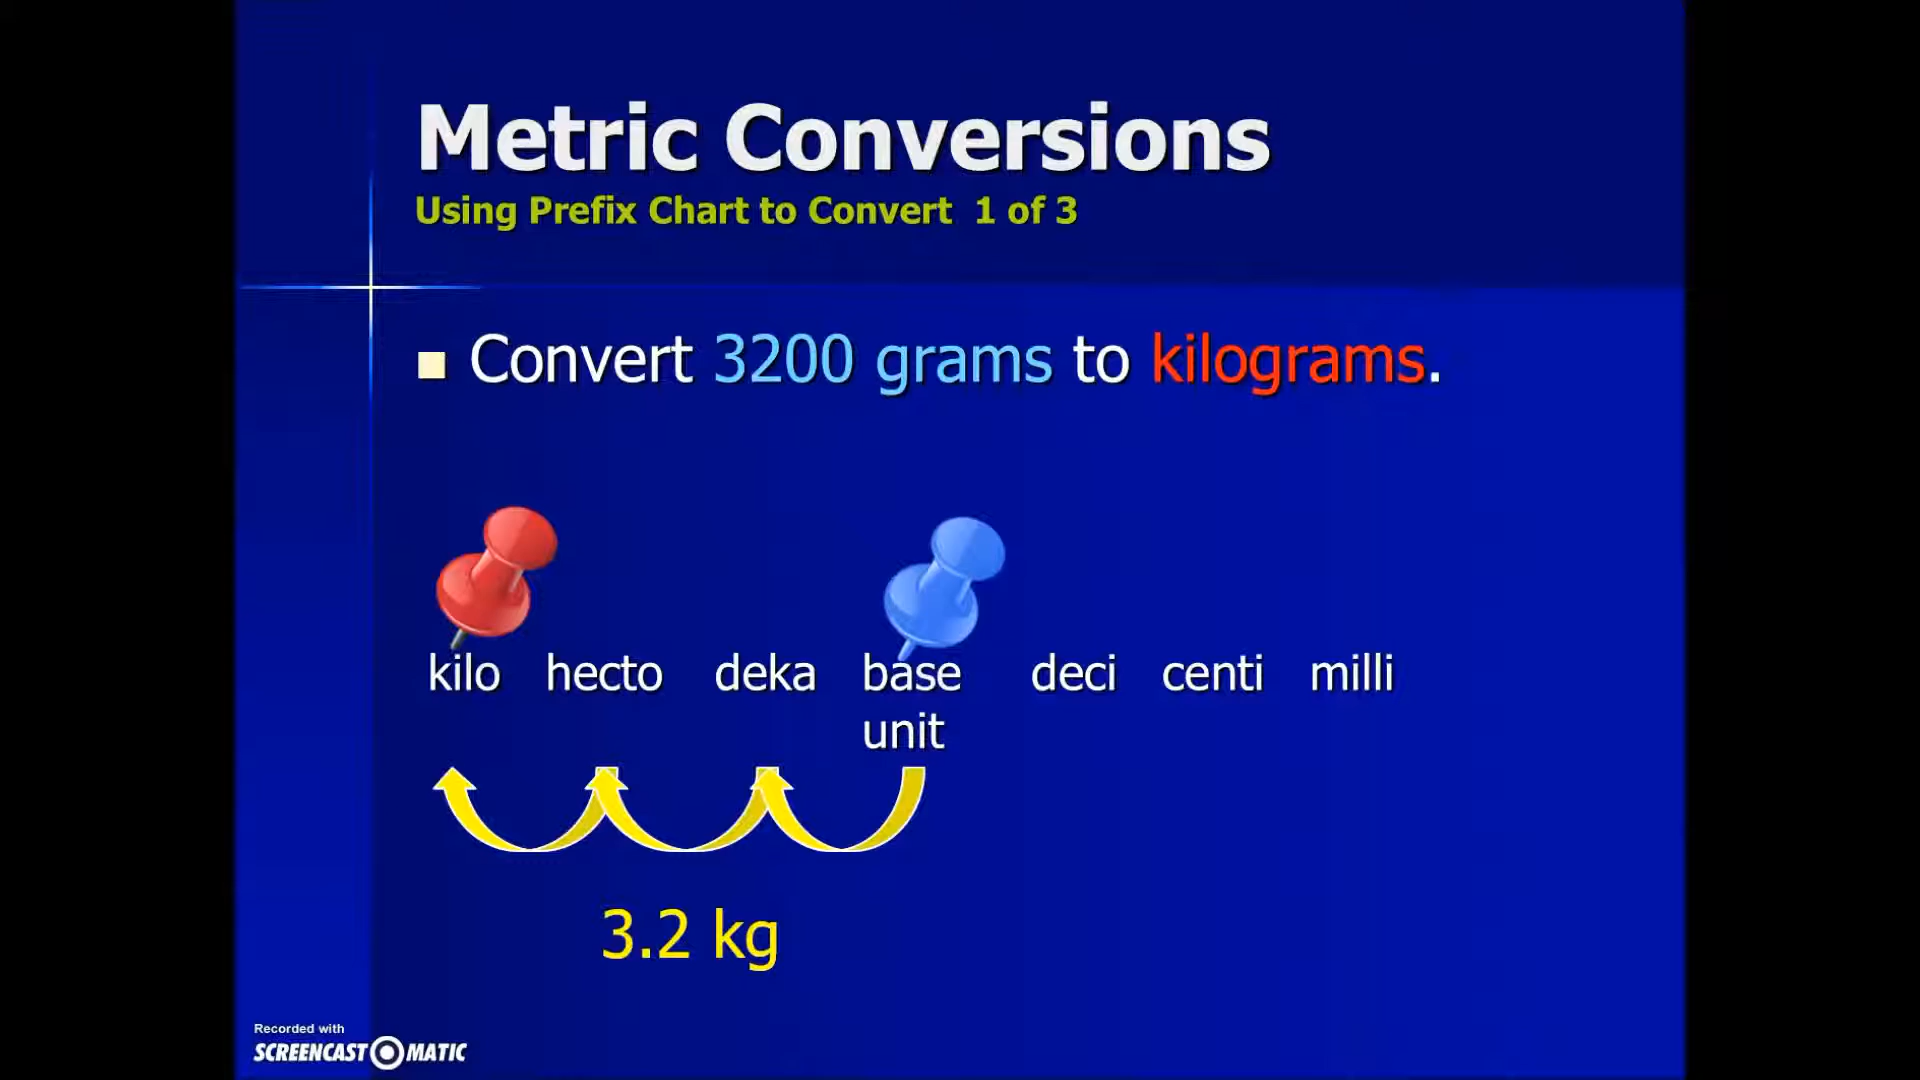 Metric Conversions
Using Prefix Chart to Convert 1 of 3
Convert 3200 grams to kilograms.
kilo hecto deka base deci centi milli
unit
3.2 kg
Recorded with
SCREENCAST MATIC